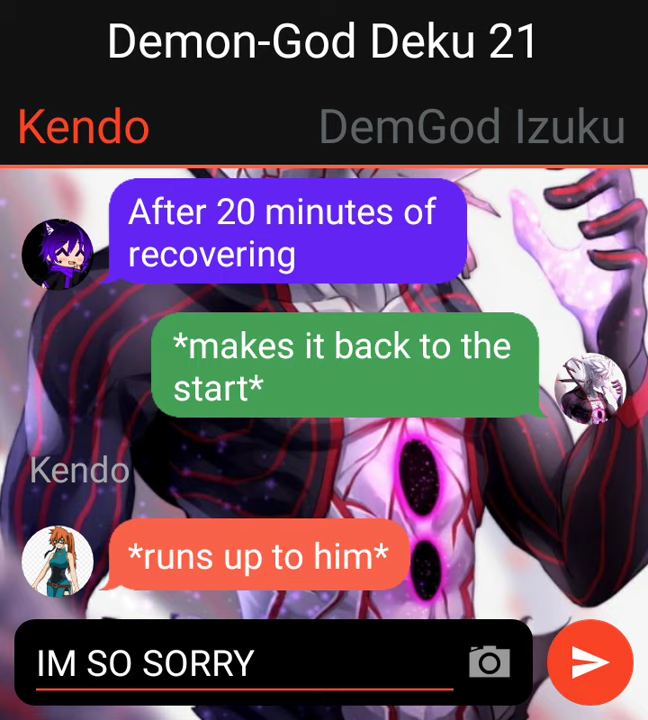 Demon-God Deku 21
Kendo
DemGod Izuku
After 20 minutes of
recovering
*makes it back to the
start*
Kendo
*runs up to him*
IM SO SORRY